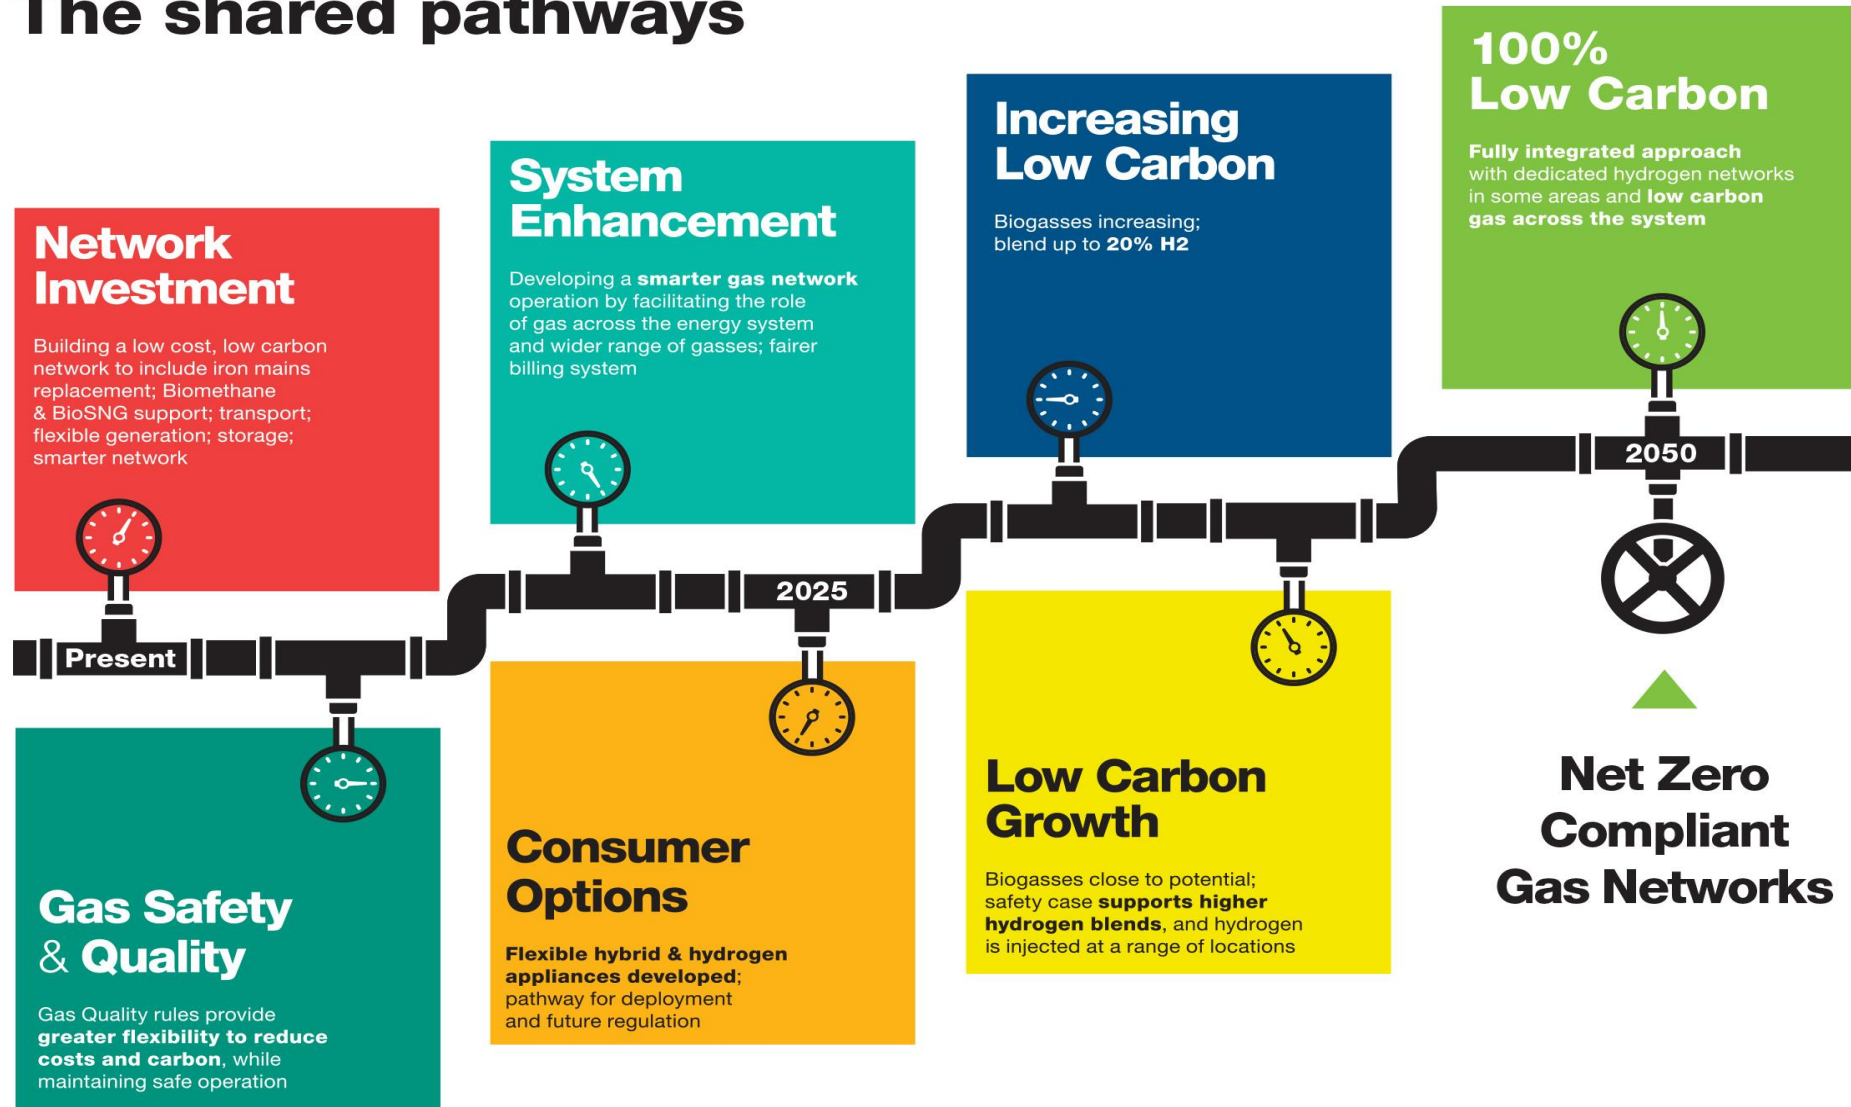 The shared pathways
Network
Investment
Building a low cost, low carbon
network to include iron mains
replacement; Biomethane
& BioSNG support; transport;
flexible generation; storage;
smarter network
Present
Gas Safety
& Quality
Gas Quality rules provide
greater flexibility to reduce
costs and carbon, while
maintaining safe operation
System
Enhancement
Developing a smarter gas network
operation by facilitating the role
of gas across the energy system
and wider range of gasses; fairer
billing system
2025
Consumer
Options
Flexible hybrid & hydrogen
appliances developed;
pathway for deployment
and future regulation
Increasing
Low Carbon
Biogasses increasing;
blend up to 20% H2
Low Carbon
Growth
Biogasses close to potential;
safety case supports higher
hydrogen blends, and hydrogen
is injected at a range of locations
100%
Low Carbon
Fully integrated approach
with dedicated hydrogen networks
in some areas and low carbon
gas across the system
2050
Net Zero
Compliant
Gas Networks